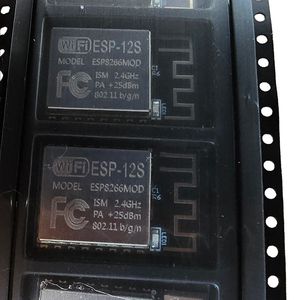 WiFi ESP-12S
MODEL ESP8266MOD
FC ISM 2.4GHz
PA +25dBm
802.11 b/g/n
WiFi ESP-12S
MODEL ESP8266MOD
FC ISM 2.4GHz
PA +25dBm
802.11 b/g/n